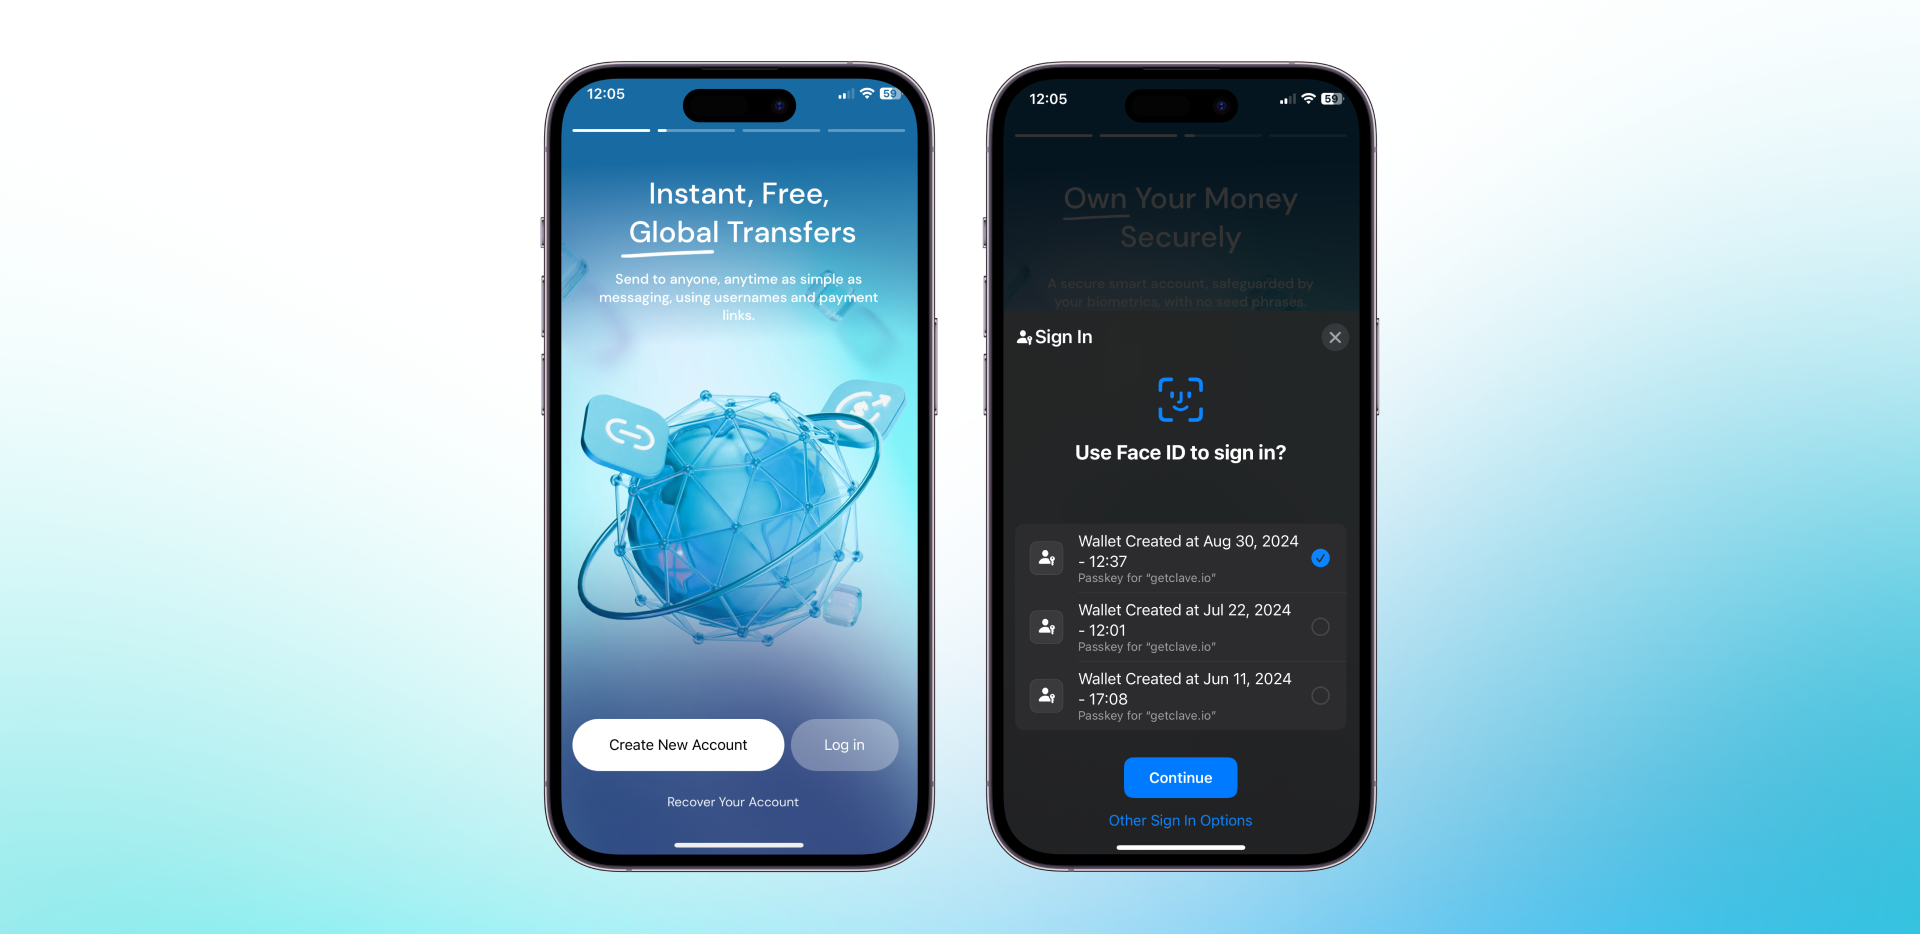 12:05
59
Instant, Free,
Global Transfers
Send to anyone, anytime as simple as
messaging, using usernames and payment
links.
Create New Account
Log in
Recover Your Account
12:05
59
Own Your Money
Securely
A secure smart account, safeguarded by
your biometrics, with no seed phrases.
Sign In
Use Face ID to sign in?
Wallet Created at Aug 30, 2024
- 12:37
Passkey for “getclave.io”
Wallet Created at Jul 22, 2024
- 12:01
Passkey for “getclave.io”
Wallet Created at Jun 11, 2024
- 17:08
Passkey for “getclave.io”
Continue
Other Sign In Options